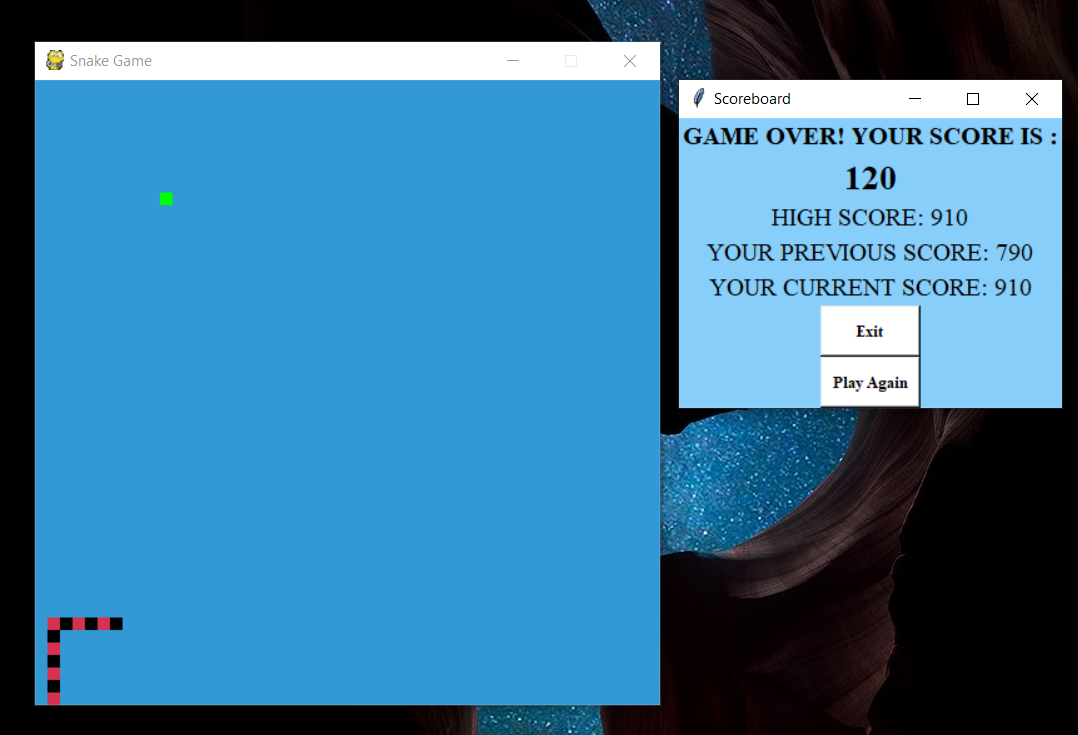 Snake Game
Scoreboard
GAME OVER! YOUR SCORE IS :
120
HIGH SCORE: 910
YOUR PREVIOUS SCORE: 790
YOUR CURRENT SCORE: 910
Exit
Play Again